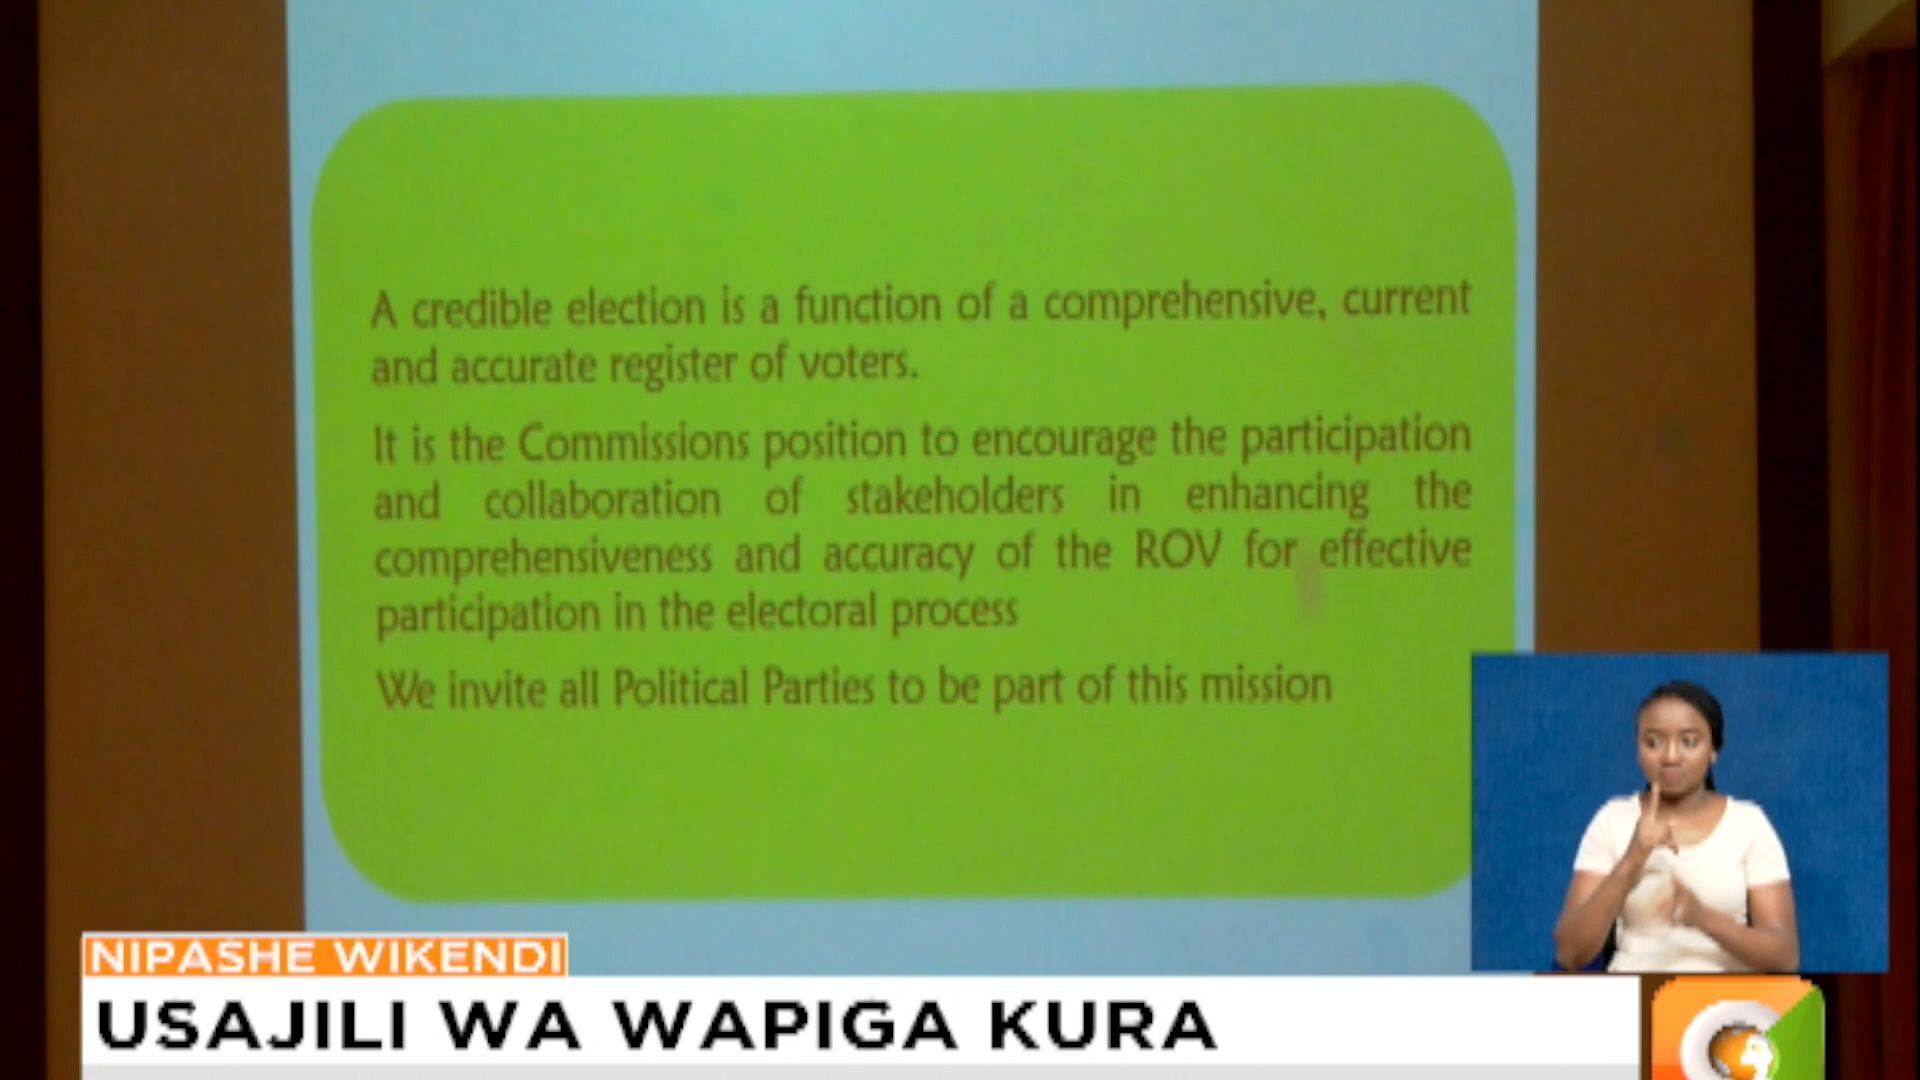 A credible election is a function of a comprehensive, current
and accurate register of voters.
It is the Commissions position to encourage the participation
and collaboration of stakeholders in enhancing the
comprehensiveness and accuracy of the ROV for effective
participation in the electoral process
We invite all Political Parties to be part of this mission
NIPASHE WIKENDI
USAJILI WA WAPIGA KURA